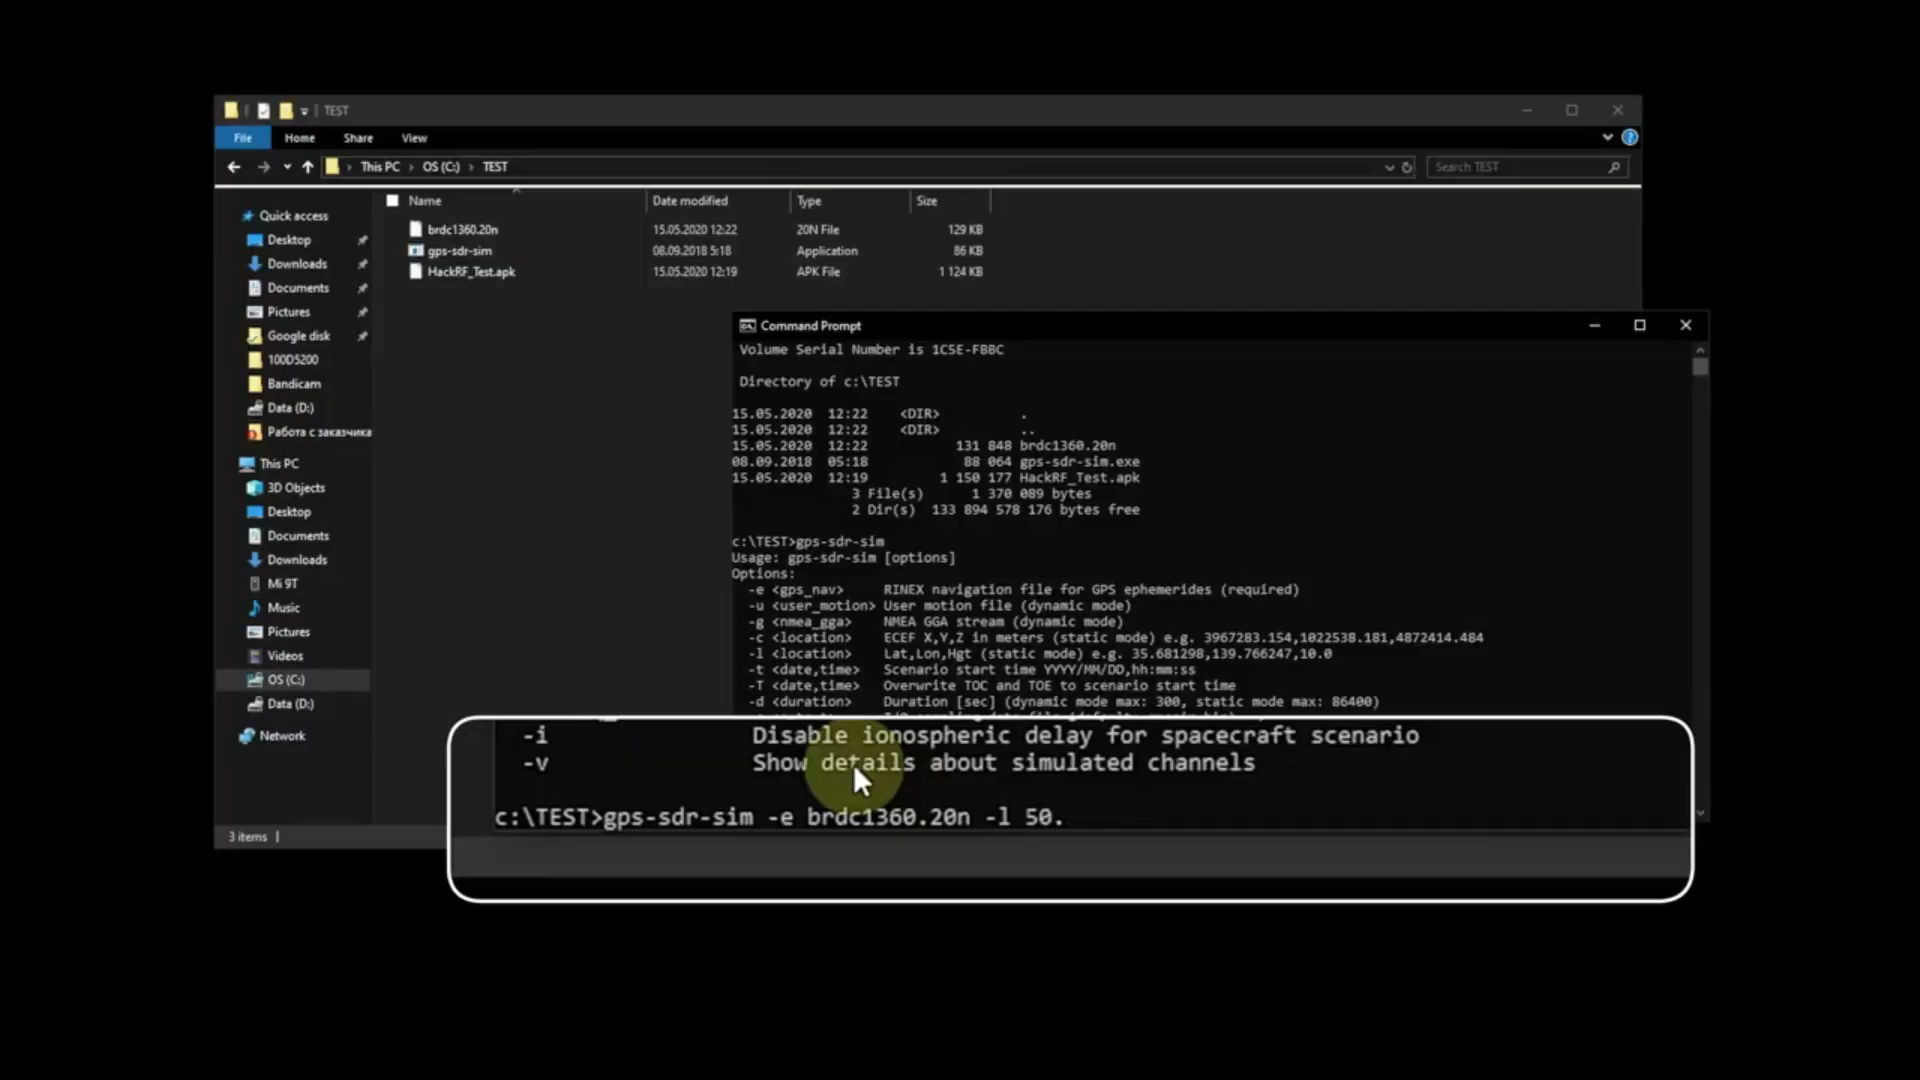 TEST
File Home Share View
This PC › OS (C:) › TEST
Search TEST
Name Date modified Type Size
Quick access
Desktop
Downloads
Documents
Pictures
Google disk
100D5200
Bandicam
Data (D:)
Работа с заказчика
This PC
3D Objects
Desktop
Documents
Downloads
Mi 9T
Music
Pictures
Videos
OS (C:)
Data (D:)
Network
brdc1360.20n 15.05.2020 12:22 20N File 129 KB
gps-sdr-sim 08.09.2018 5:18 Application 86 KB
HackRF_Test.apk 15.05.2020 12:19 APK File 1 124 KB
3 items
Command Prompt
Volume Serial Number is 1C5E-FB8C
Directory of c:\TEST
15.05.2020 12:22 <DIR> .
15.05.2020 12:22 <DIR> ..
15.05.2020 12:22 131 848 brdc1360.20n
08.09.2018 05:18 88 064 gps-sdr-sim.exe
15.05.2020 12:19 1 150 177 HackRF_Test.apk
3 File(s) 1 370 089 bytes
2 Dir(s) 133 894 578 176 bytes free
c:\TEST>gps-sdr-sim
Usage: gps-sdr-sim [options]
Options:
-e <gps_nav> RINEX navigation file for GPS ephemerides (required)
-u <user_motion> User motion file (dynamic mode)
-g <nmea_gga> NMEA GGA stream (dynamic mode)
-c <location> ECEF X,Y,Z in meters (static mode) e.g. 3967283.154,1022538.181,4872414.484
-l <location> Lat,Lon,Hgt (static mode) e.g. 35.681298,139.766247,10.0
-t <date,time> Scenario start time YYYY/MM/DD,hh:mm:ss
-T <date,time> Overwrite TOC and TOE to scenario start time
-d <duration> Duration [sec] (dynamic mode max: 300, static mode max: 86400)
-i Disable ionospheric delay for spacecraft scenario
-v Show details about simulated channels
c:\TEST>gps-sdr-sim -e brdc1360.20n -l 50.